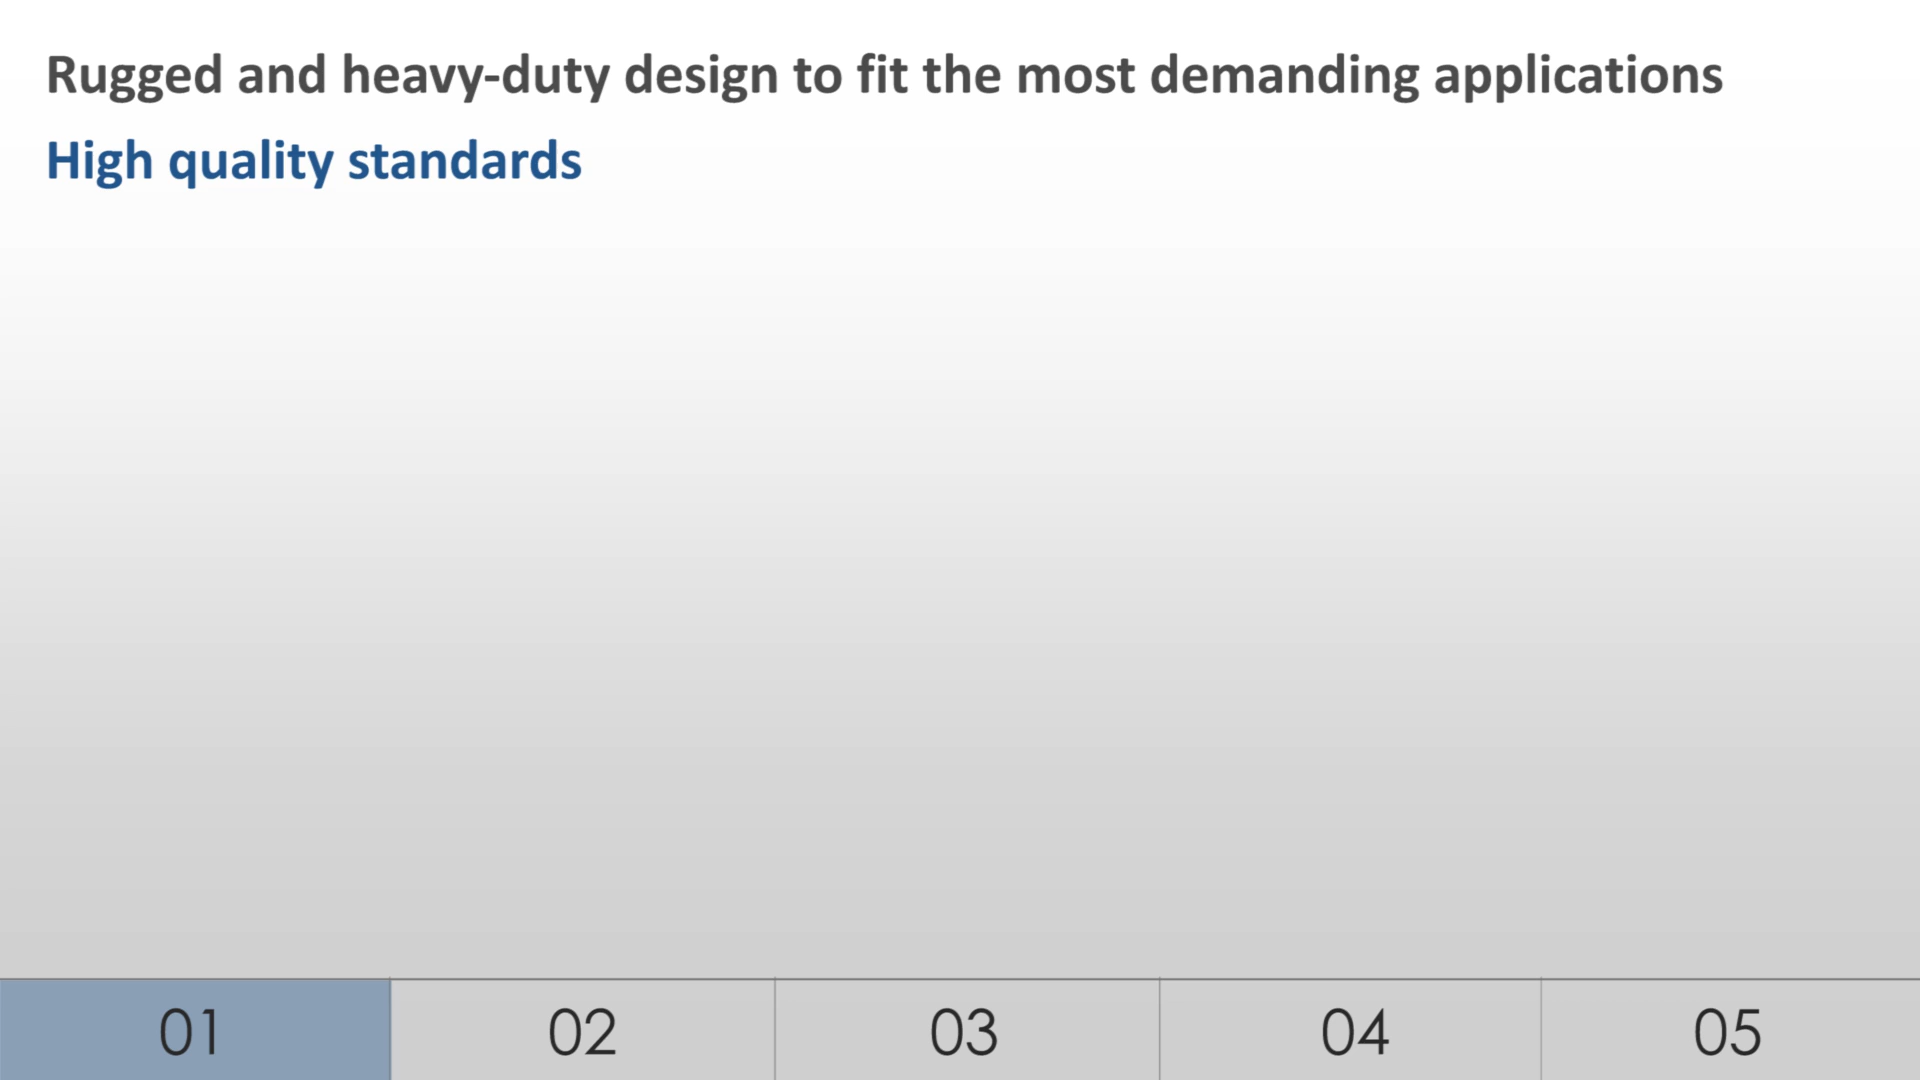 Rugged and heavy-duty design to fit the most demanding applications
High quality standards
01 02 03 04 05